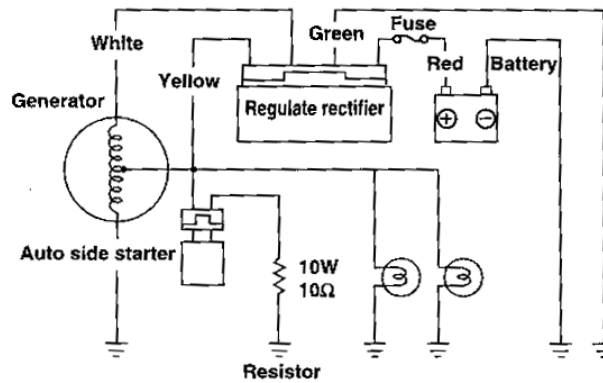 Fuse
White
Green
Yellow
Red
Battery
Generator
Regulate rectifier
+
−
Auto side starter
10W
10Ω
Resistor